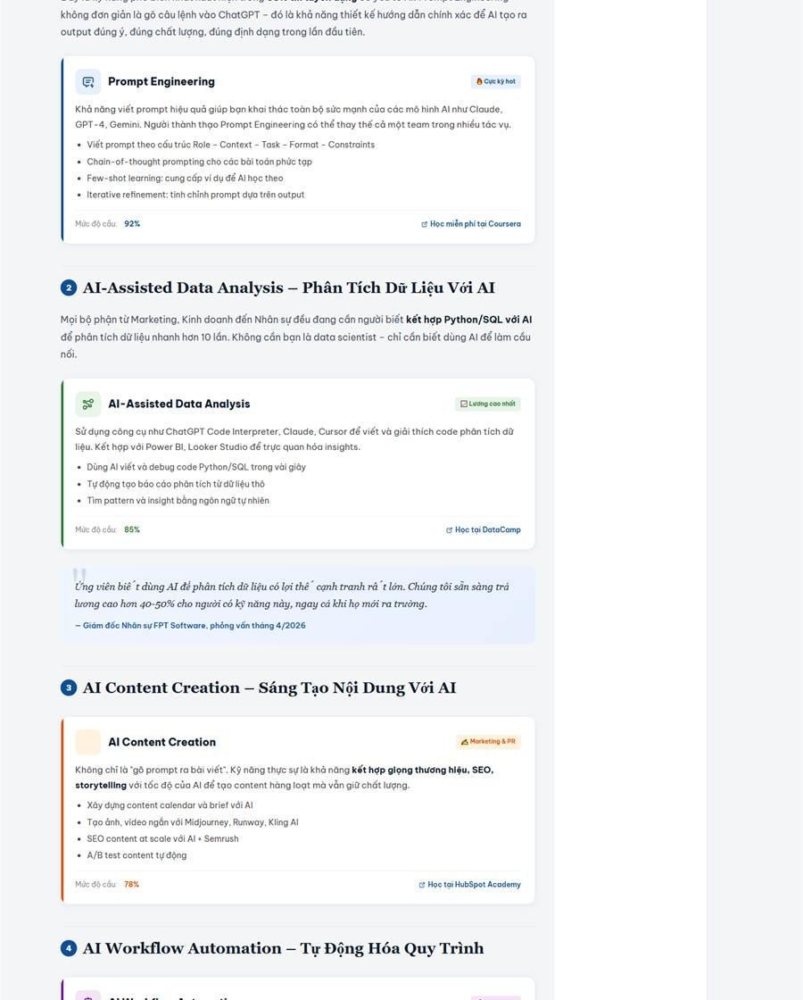 không đơn giản là gõ câu lệnh vào ChatGPT – đó là khả năng thiết kế hướng dẫn chính xác để AI tạo ra
output đúng ý, đúng chất lượng, đúng định dạng trong lần đầu tiên.
Prompt Engineering
🔥 Cực kỳ hot
Khả năng viết prompt hiệu quả giúp bạn khai thác toàn bộ sức mạnh của các mô hình AI như Claude,
GPT-4, Gemini. Người thành thạo Prompt Engineering có thể thay thế cả một team trong nhiều tác vụ.
• Viết prompt theo cấu trúc Role – Context – Task – Format – Constraints
• Chain-of-thought prompting cho các bài toán phức tạp
• Few-shot learning: cung cấp ví dụ để AI học theo
• Iterative refinement: tinh chỉnh prompt dựa trên output
Mức độ cầu: 92%
Học miễn phí tại Coursera
2 AI-Assisted Data Analysis – Phân Tích Dữ Liệu Với AI
Mọi bộ phận từ Marketing, Kinh doanh đến Nhân sự đều đang cần người biết kết hợp Python/SQL với AI
để phân tích dữ liệu nhanh hơn 10 lần. Không cần bạn là data scientist – chỉ cần biết dùng AI để làm cầu
nối.
AI-Assisted Data Analysis
📈 Lương cao nhất
Sử dụng công cụ như ChatGPT Code Interpreter, Claude, Cursor để viết và giải thích code phân tích dữ
liệu. Kết hợp với Power BI, Looker Studio để trực quan hóa insights.
• Dùng AI viết và debug code Python/SQL trong vài giây
• Tự động tạo báo cáo phân tích từ dữ liệu thô
• Tìm pattern và insight bằng ngôn ngữ tự nhiên
Mức độ cầu: 85%
Học tại DataCamp
"
Ứng viên biết dùng AI để phân tích dữ liệu có lợi thế cạnh tranh rất lớn. Chúng tôi sẵn sàng trả
lương cao hơn 40-50% cho người có kỹ năng này, ngay cả khi họ mới ra trường.
— Giám đốc Nhân sự FPT Software, phỏng vấn tháng 4/2026
3 AI Content Creation – Sáng Tạo Nội Dung Với AI
AI Content Creation
✍ Marketing & PR
Không chỉ là "gõ prompt ra bài viết". Kỹ năng thực sự là khả năng kết hợp giọng thương hiệu, SEO,
storytelling với tốc độ của AI để tạo content hàng loạt mà vẫn giữ chất lượng.
• Xây dựng content calendar và brief với AI
• Tạo ảnh, video ngắn với Midjourney, Runway, Kling AI
• SEO content at scale với AI + Semrush
• A/B test content tự động
Mức độ cầu: 78%
Học tại HubSpot Academy
4 AI Workflow Automation – Tự Động Hóa Quy Trình